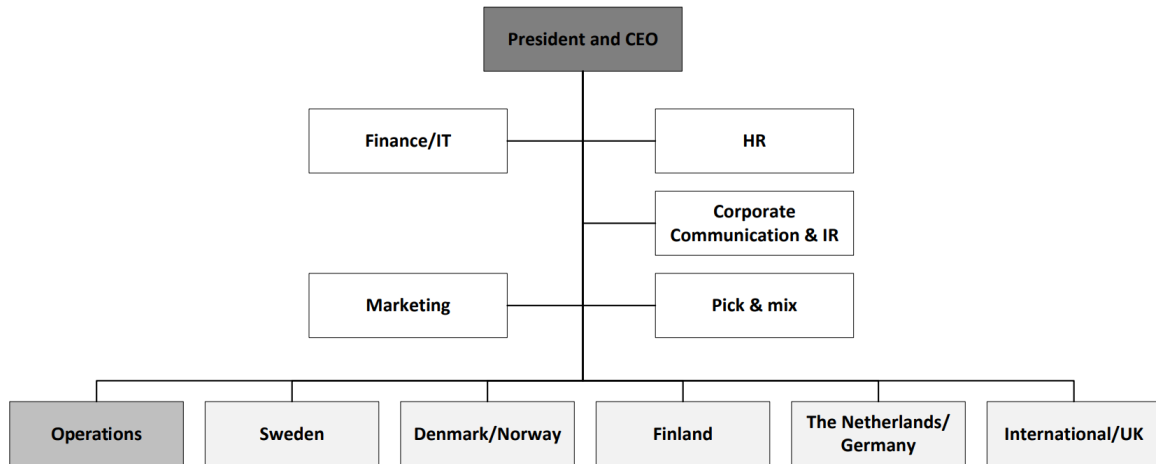 President and CEO
Finance/IT
HR
Corporate
Communication & IR
Marketing
Pick & mix
Operations
Sweden
Denmark/Norway
Finland
The Netherlands/
Germany
International/UK